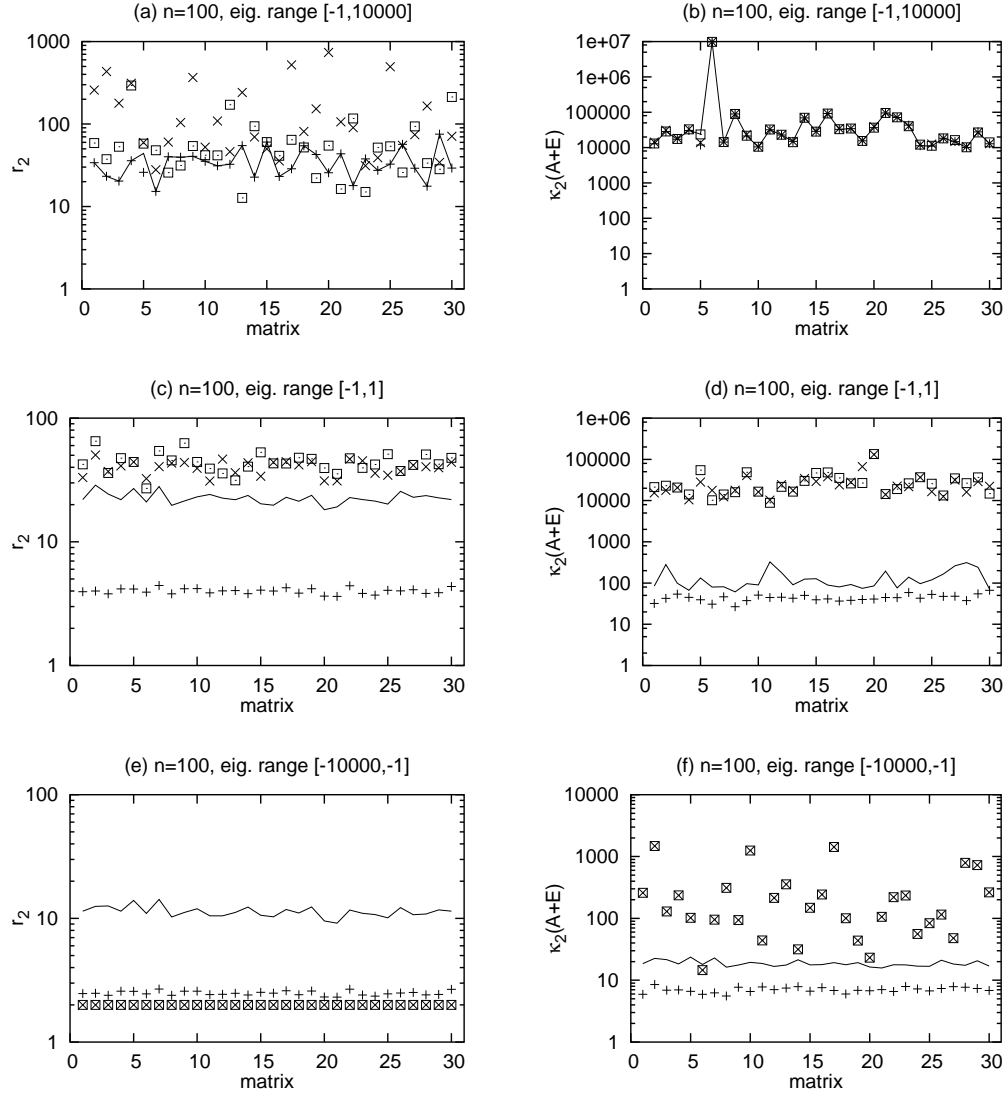 (a) n=100, eig. range [-1,10000]
1000
100
10
1
r2
0 5 10 15 20 25 30
matrix
(b) n=100, eig. range [-1,10000]
1e+07
1e+06
100000
10000
1000
100
10
1
κ2(A+E)
0 5 10 15 20 25 30
matrix
(c) n=100, eig. range [-1,1]
100
10
1
r2
0 5 10 15 20 25 30
matrix
(d) n=100, eig. range [-1,1]
1e+06
100000
10000
1000
100
10
1
κ2(A+E)
0 5 10 15 20 25 30
matrix
(e) n=100, eig. range [-10000,-1]
100
10
1
r2
0 5 10 15 20 25 30
matrix
(f) n=100, eig. range [-10000,-1]
10000
1000
100
10
1
κ2(A+E)
0 5 10 15 20 25 30
matrix